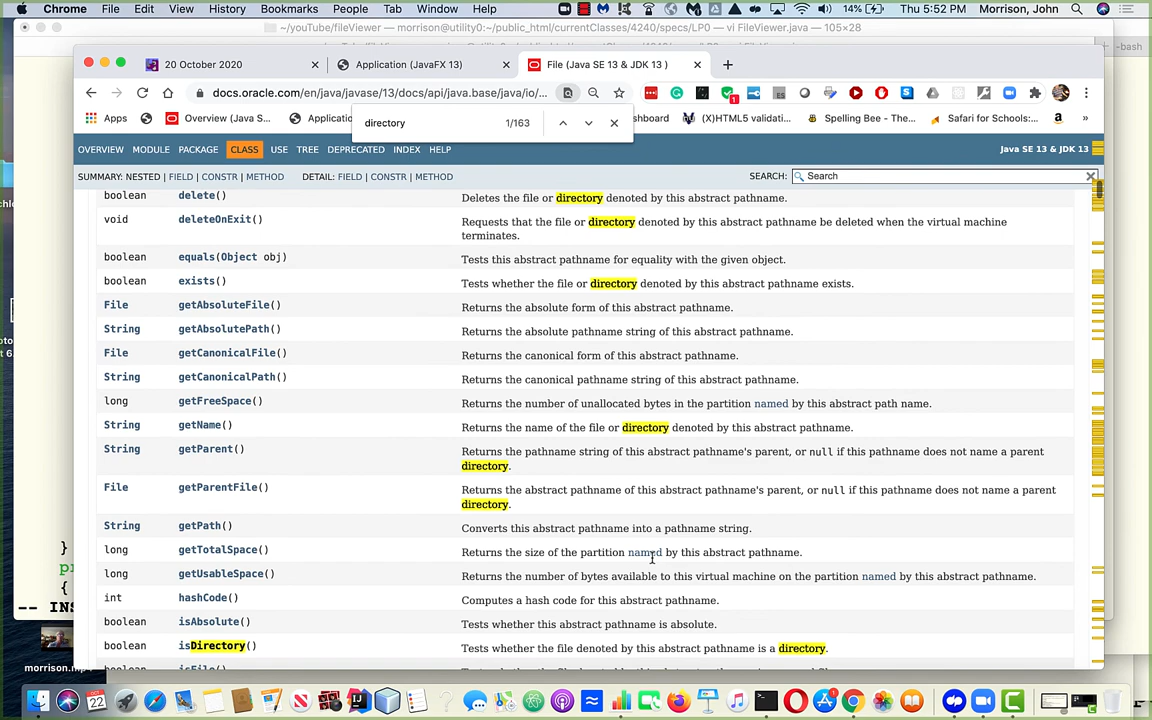 Chrome File Edit View History Bookmarks People Tab Window Help 14% Thu 5:52 PM Morrison, John
~/youTube/fileViewer — morrison@utility0:~/public_html/currentClasses/4240/specs/LP0 — vi FileViewer.java — 105×28
-bash
20 October 2020 × Application (JavaFX 13) × File (Java SE 13 & JDK 13 ) × +
docs.oracle.com/en/java/javase/13/docs/api/java.base/java/io/...
directory 1/163
Apps Overview (Java S... shboard (X)HTML5 validati... Spelling Bee - The... Safari for Schools:...
OVERVIEW MODULE PACKAGE CLASS USE TREE DEPRECATED INDEX HELP Java SE 13 & JDK 13
SUMMARY: NESTED | FIELD | CONSTR | METHOD DETAIL: FIELD | CONSTR | METHOD SEARCH: Search
boolean delete() Deletes the file or directory denoted by this abstract pathname.
void deleteOnExit() Requests that the file or directory denoted by this abstract pathname be deleted when the virtual machine
terminates.
boolean equals(Object obj) Tests this abstract pathname for equality with the given object.
boolean exists() Tests whether the file or directory denoted by this abstract pathname exists.
File getAbsoluteFile() Returns the absolute form of this abstract pathname.
String getAbsolutePath() Returns the absolute pathname string of this abstract pathname.
File getCanonicalFile() Returns the canonical form of this abstract pathname.
String getCanonicalPath() Returns the canonical pathname string of this abstract pathname.
long getFreeSpace() Returns the number of unallocated bytes in the partition named by this abstract path name.
String getName() Returns the name of the file or directory denoted by this abstract pathname.
String getParent() Returns the pathname string of this abstract pathname's parent, or null if this pathname does not name a parent
directory.
File getParentFile() Returns the abstract pathname of this abstract pathname's parent, or null if this pathname does not name a parent
directory.
String getPath() Converts this abstract pathname into a pathname string.
long getTotalSpace() Returns the size of the partition named by this abstract pathname.
long getUsableSpace() Returns the number of bytes available to this virtual machine on the partition named by this abstract pathname.
int hashCode() Computes a hash code for this abstract pathname.
boolean isAbsolute() Tests whether this abstract pathname is absolute.
boolean isDirectory() Tests whether the file denoted by this abstract pathname is a directory.
}
{
-- INS
morrison.m